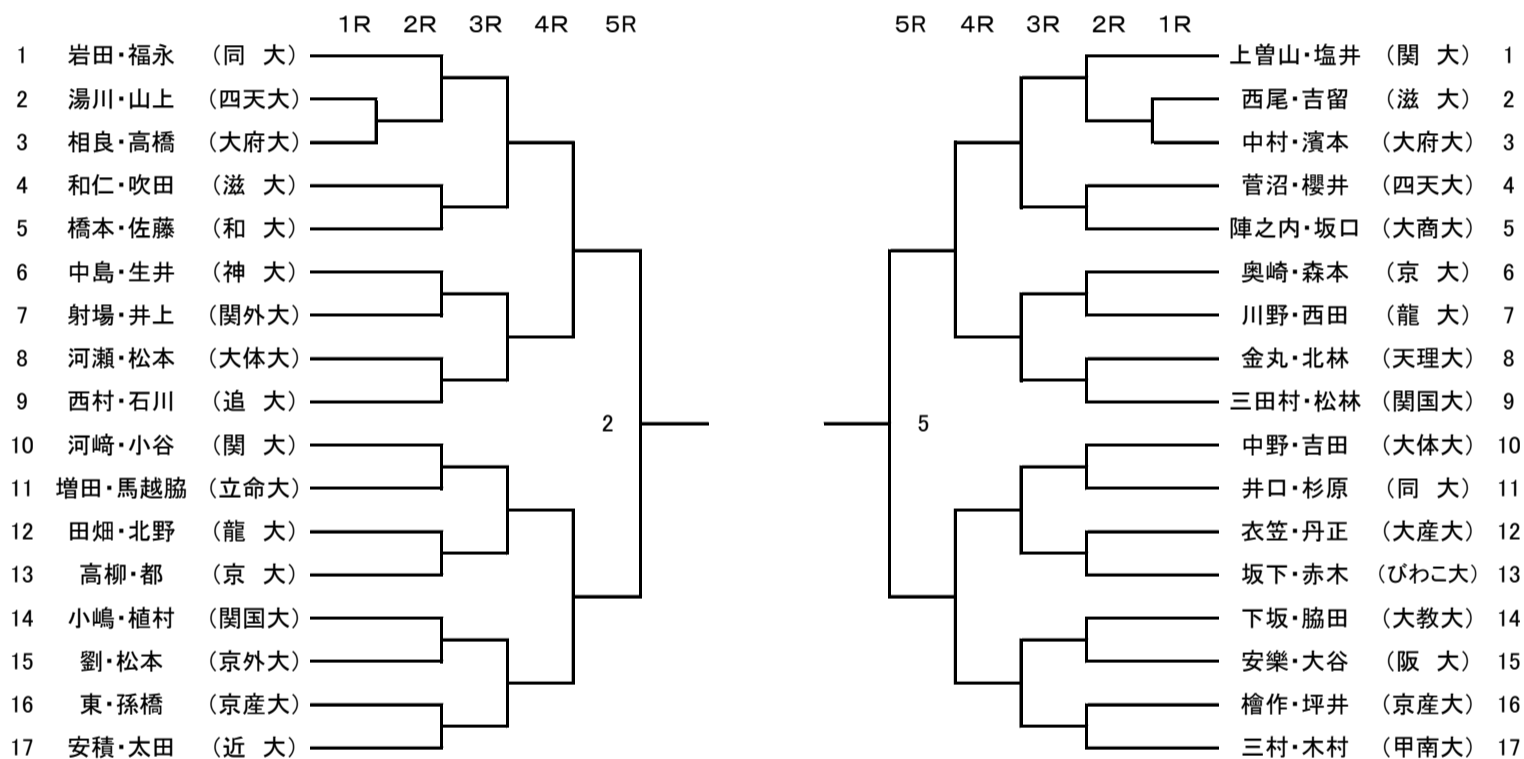 1R 2R 3R 4R 5R
1 岩田・福永 （同 大）
2 湯川・山上 （四天大）
3 相良・高橋 （大府大）
4 和仁・吹田 （滋 大）
5 橋本・佐藤 （和 大）
6 中島・生井 （神 大）
7 射場・井上 （関外大）
8 河瀬・松本 （大体大）
9 西村・石川 （追 大）
2
10 河﨑・小谷 （関 大）
11 増田・馬越脇 （立命大）
12 田畑・北野 （龍 大）
13 高柳・都 （京 大）
14 小嶋・植村 （関国大）
15 劉・松本 （京外大）
16 東・孫橋 （京産大）
17 安積・太田 （近 大）
5R 4R 3R 2R 1R
上曽山・塩井 （関 大） 1
西尾・吉留 （滋 大） 2
中村・濱本 （大府大） 3
菅沼・櫻井 （四天大） 4
陣之内・坂口 （大商大） 5
奥崎・森本 （京 大） 6
川野・西田 （龍 大） 7
金丸・北林 （天理大） 8
三田村・松林 （関国大） 9
5
中野・吉田 （大体大） 10
井口・杉原 （同 大） 11
衣笠・丹正 （大産大） 12
坂下・赤木 （びわこ大） 13
下坂・脇田 （大教大） 14
安樂・大谷 （阪 大） 15
檜作・坪井 （京産大） 16
三村・木村 （甲南大） 17